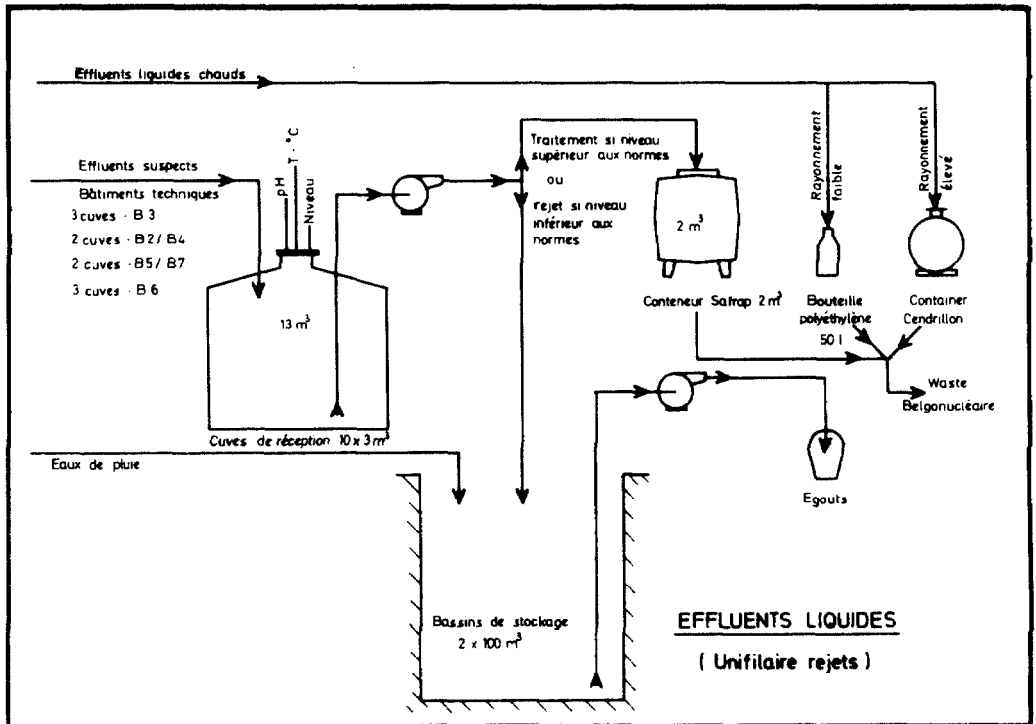 Effluents liquides chauds
Effluents suspects
Bâtiments techniques
3 cuves - B 3
2 cuves - B2/ B4
2 cuves - B5/ B7
3 cuves - B 6
pH
T - °C
Niveau
13 m³
Cuves de réception 10 x 3 m³
Traitement si niveau
supérieur aux normes
ou
rejet si niveau
inférieur aux
normes
2 m³
Conteneur Satrap 2 m³
Rayonnement
faible
Rayonnement
élevé
Bouteille
polyéthylène
50 l
Container
Cendrillon
Waste
Belgonucléaire
Eaux de pluie
Egouts
Bassins de stockage
2 x 100 m³
EFFLUENTS LIQUIDES
( Unifilaire rejets )